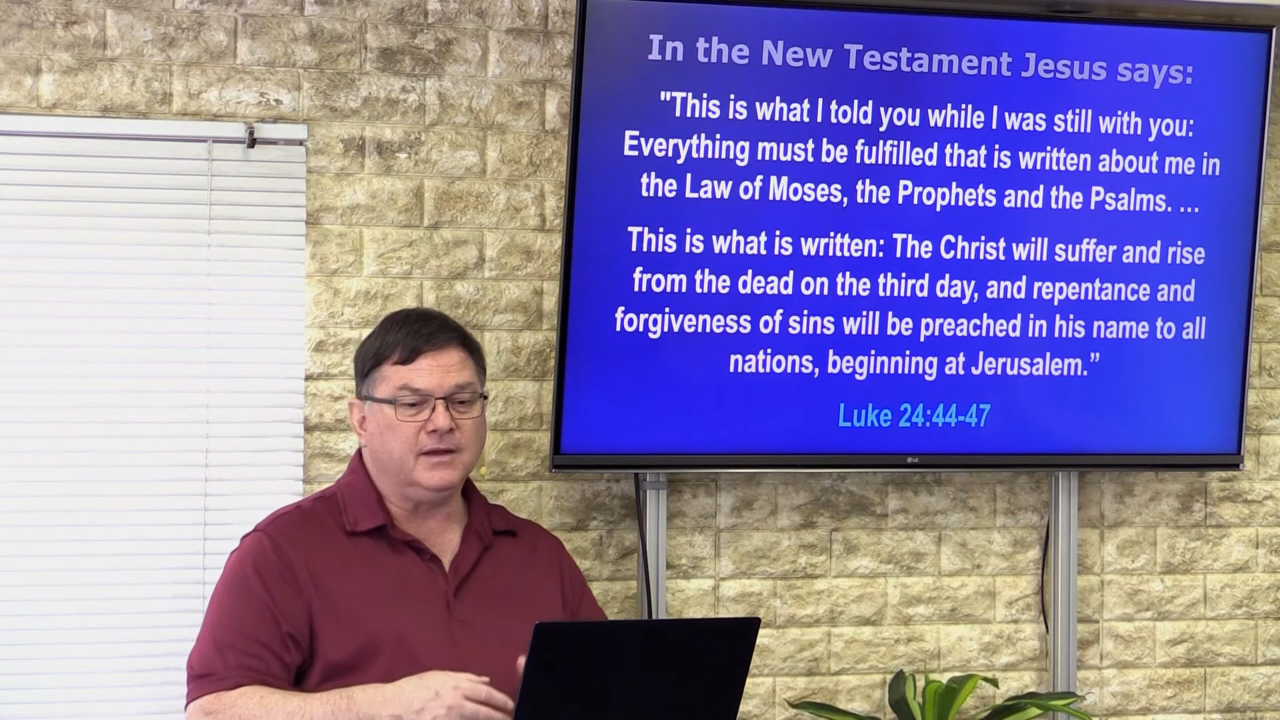 In the New Testament Jesus says:
"This is what I told you while I was still with you:
Everything must be fulfilled that is written about me in
the Law of Moses, the Prophets and the Psalms. ...
This is what is written: The Christ will suffer and rise
from the dead on the third day, and repentance and
forgiveness of sins will be preached in his name to all
nations, beginning at Jerusalem.”
Luke 24:44-47
LG